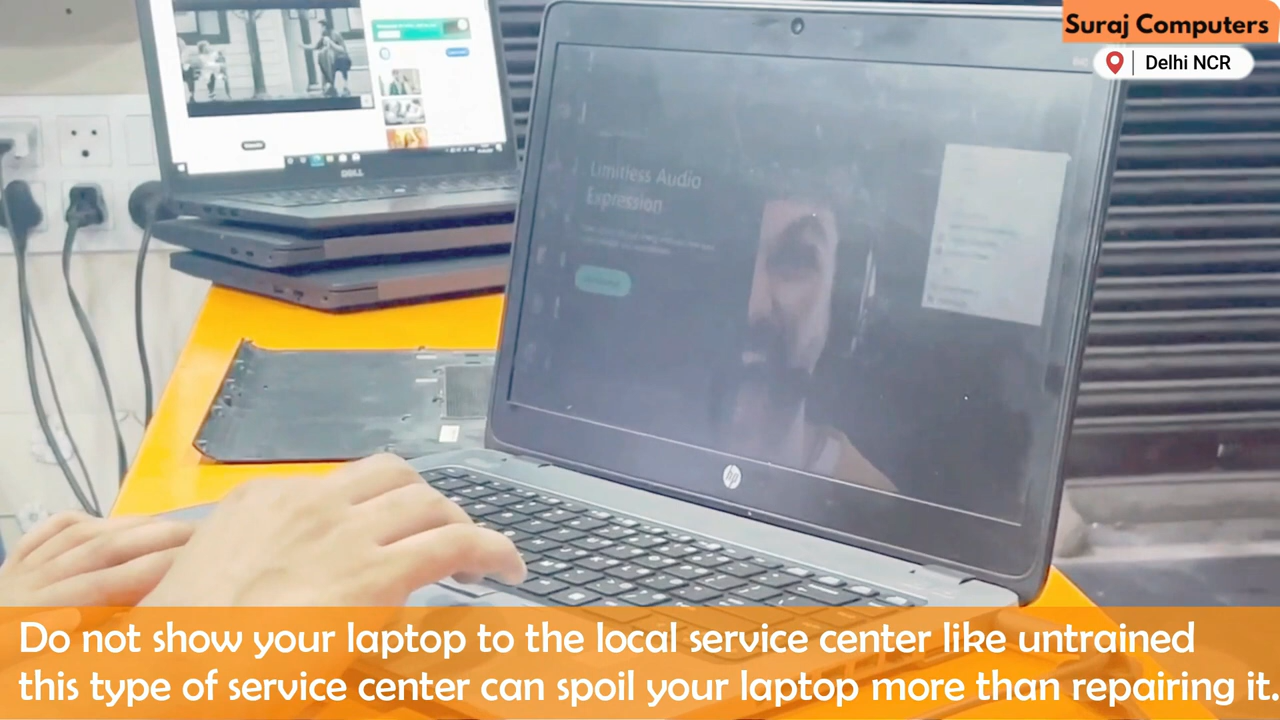 Suraj Computers
Delhi NCR
DELL
Limitless Audio
Expression
hp
Do not show your laptop to the local service center like untrained
this type of service center can spoil your laptop more than repairing it.